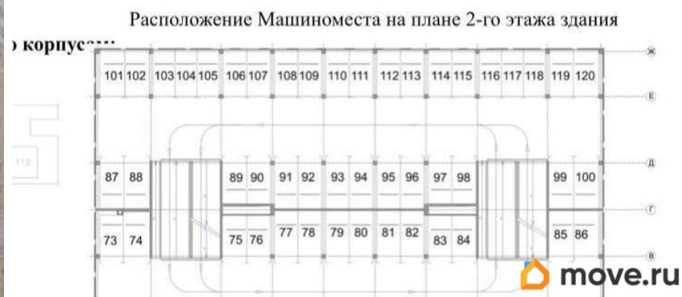 Расположение Машиноместа на плане 2-го этажа здания
о корпусам:
101 102 103 104 105 106 107 108 109 110 111 112 113 114 115 116 117 118 119 120
Ж
Е
112
87 88 89 90 91 92 93 94 95 96 97 98 99 100
Д
Г
73 74 75 76 77 78 79 80 81 82 83 84 85 86
В
move.ru